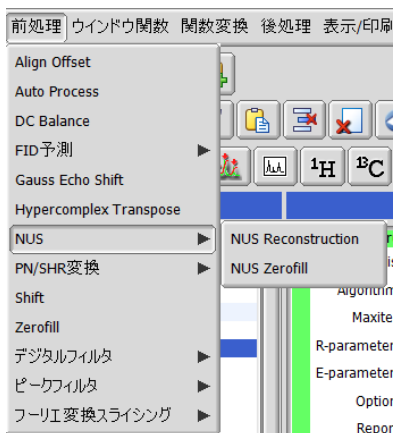 前処理 ウインドウ関数 関数変換 後処理 表示/印刷
Align Offset
Auto Process
DC Balance
FID予測
Gauss Echo Shift
Hypercomplex Transpose
NUS
PN/SHR変換
Shift
Zerofill
デジタルフィルタ
ピークフィルタ
フーリエ変換スライシング
NUS Reconstruction
NUS Zerofill
1H 13C
Algorithm
Maxite
R-parameter
E-parameter
Option
Repor